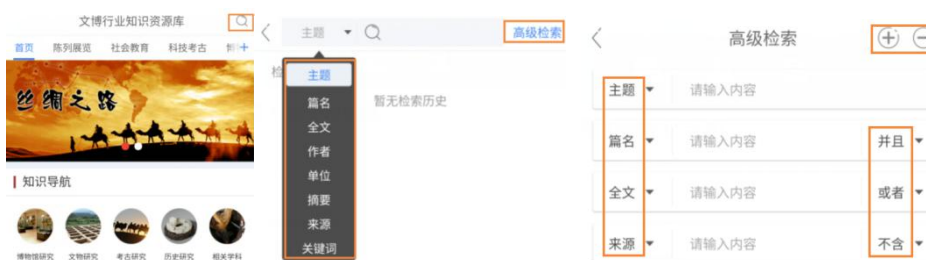 文博行业知识资源库
首页 陈列展览 社会教育 科技考古
丝绸之路
知识导航
博物馆研究 文物研究 考古研究 历史研究 相关学科
主题 高级检索
检
主题
篇名
全文
作者
单位
摘要
来源
关键词
暂无检索历史
高级检索
主题 请输入内容
篇名 请输入内容 并且
全文 请输入内容 或者
来源 请输入内容 不含